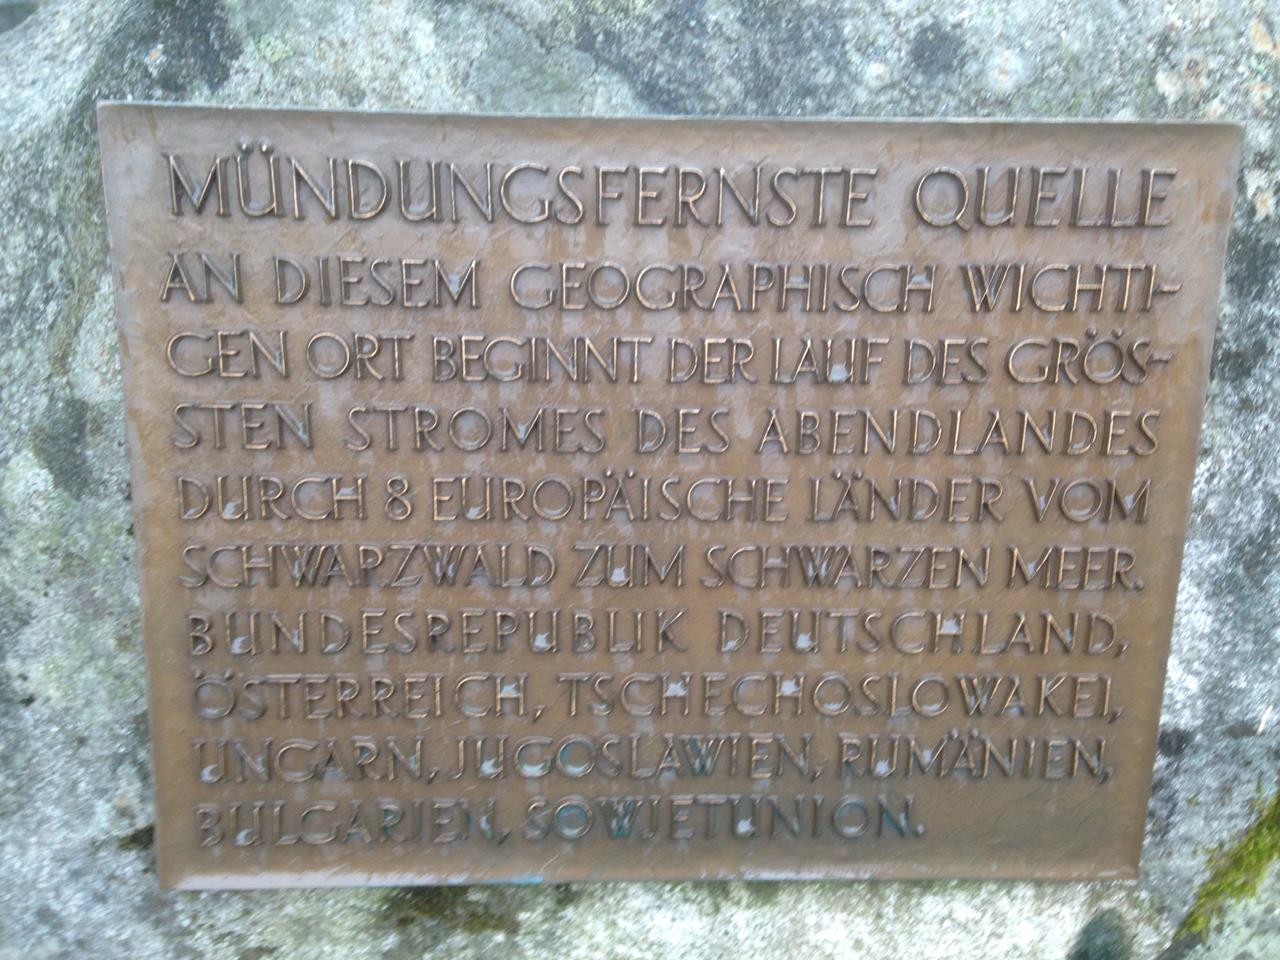 MÜNDUNGSFERNSTE QUELLE
AN DIESEM GEOGRAPHISCH WICHTI-
GEN ORT BEGINNT DER LAUF DES GRÖS-
STEN STROMES DES ABENDLANDES
DURCH 8 EUROPÄISCHE LÄNDER VOM
SCHWARZWALD ZUM SCHWARZEN MEER.
BUNDESREPUBLIK DEUTSCHLAND,
ÖSTERREICH, TSCHECHOSLOWAKEI,
UNGARN, JUGOSLAWIEN, RUMÄNIEN,
BULGARIEN, SOWJETUNION.